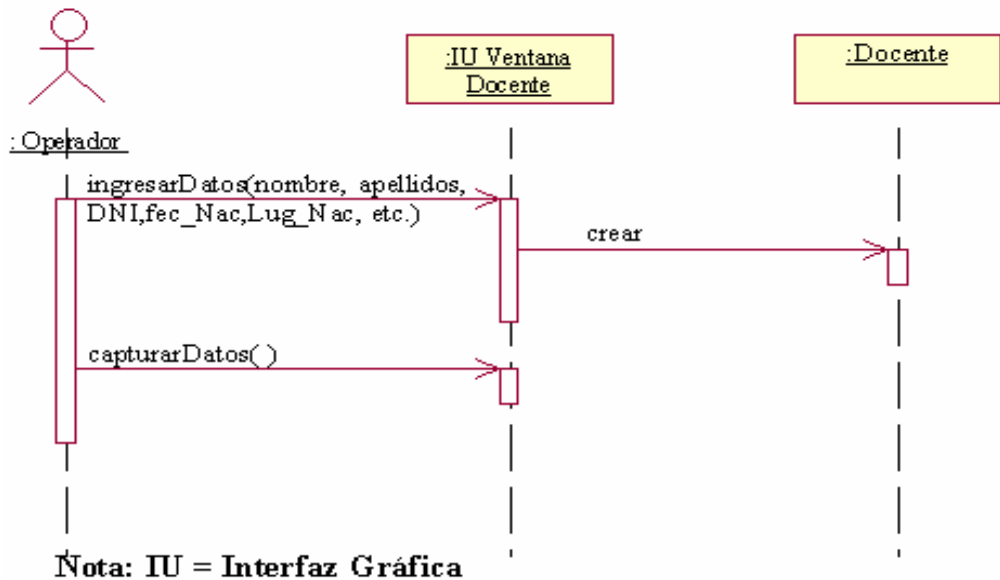 :IU Ventana
Docente
:Docente
: Operador
ingresarDatos(nombre, apellidos,
DNI,fec_Nac,Lug_Nac, etc.)
crear
capturarDatos( )
Nota: IU = Interfaz Gráfica